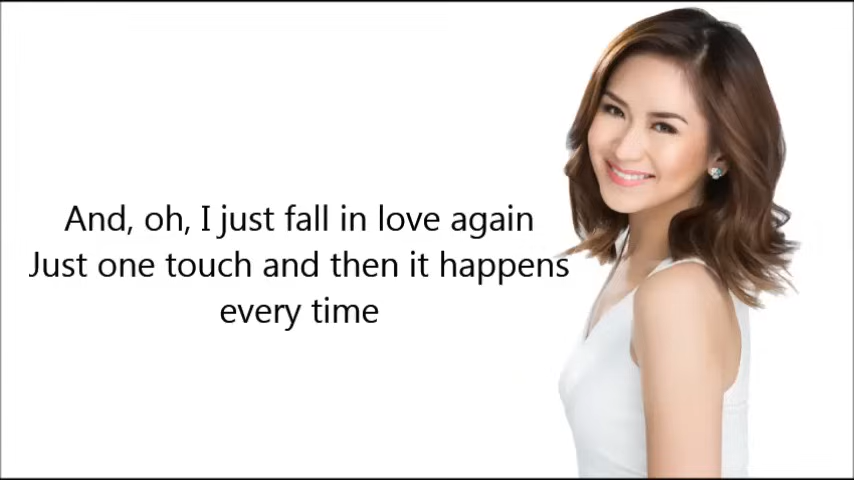 And, oh, I just fall in love again
Just one touch and then it happens
every time